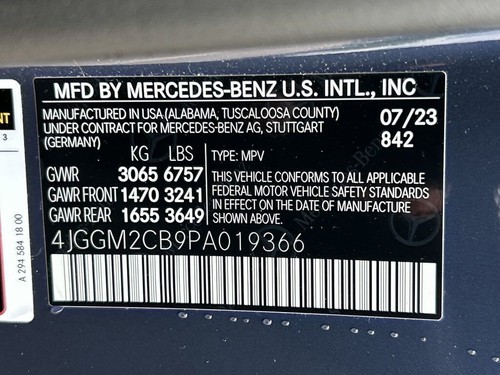 MFD BY MERCEDES-BENZ U.S. INTL., INC
MANUFACTURED IN USA (ALABAMA, TUSCALOOSA COUNTY)
UNDER CONTRACT FOR MERCEDES-BENZ AG, STUTTGART
(GERMANY)
07/23
842
KG LBS
GVWR 3065 6757
GAWR FRONT 1470 3241
GAWR REAR 1655 3649
TYPE: MPV
THIS VEHICLE CONFORMS TO ALL APPLICABLE
FEDERAL MOTOR VEHICLE SAFETY STANDARDS
IN EFFECT ON THE DATE OF MANUFACTURE
SHOWN ABOVE.
4JGGM2CB9PA019366
A 294 584 18 00
Mercedes-Benz